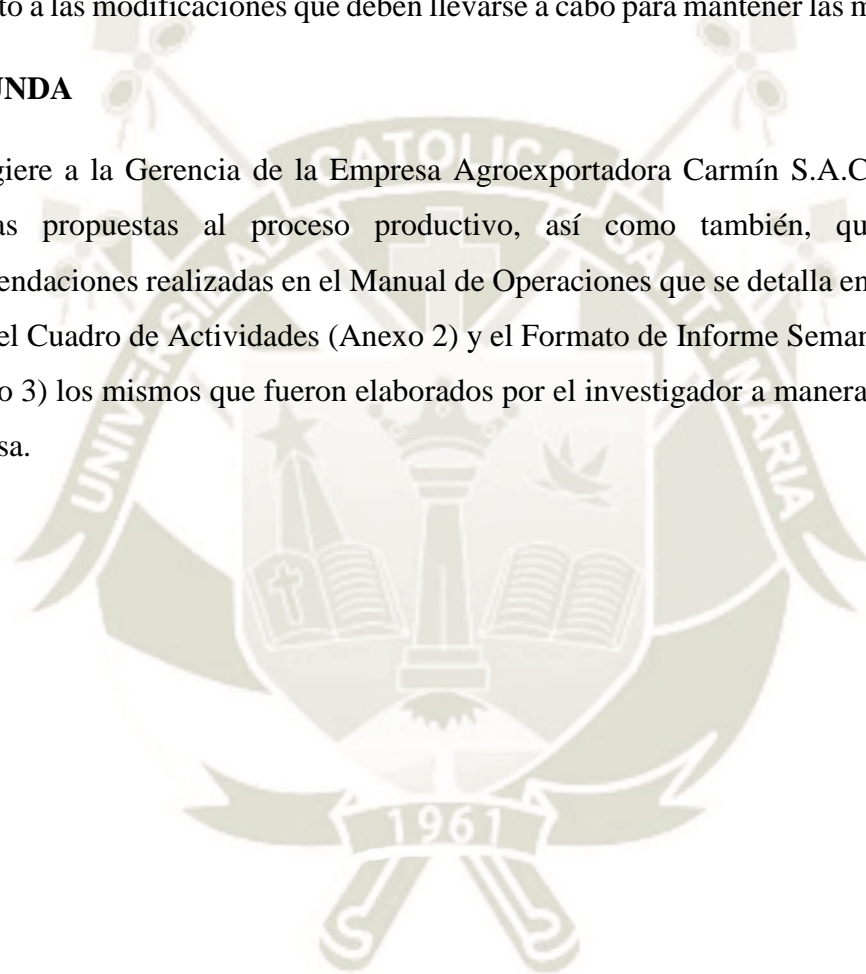 to a las modificaciones que deben llevarse a cabo para mantener las m
UNDA
giere a la Gerencia de la Empresa Agroexportadora Carmín S.A.C
as propuestas al proceso productivo, así como también, qu
endaciones realizadas en el Manual de Operaciones que se detalla en
el Cuadro de Actividades (Anexo 2) y el Formato de Informe Semar
o 3) los mismos que fueron elaborados por el investigador a manera
sa.
UNIVERSIDAD CATOLICA SANTA MARIA
1961